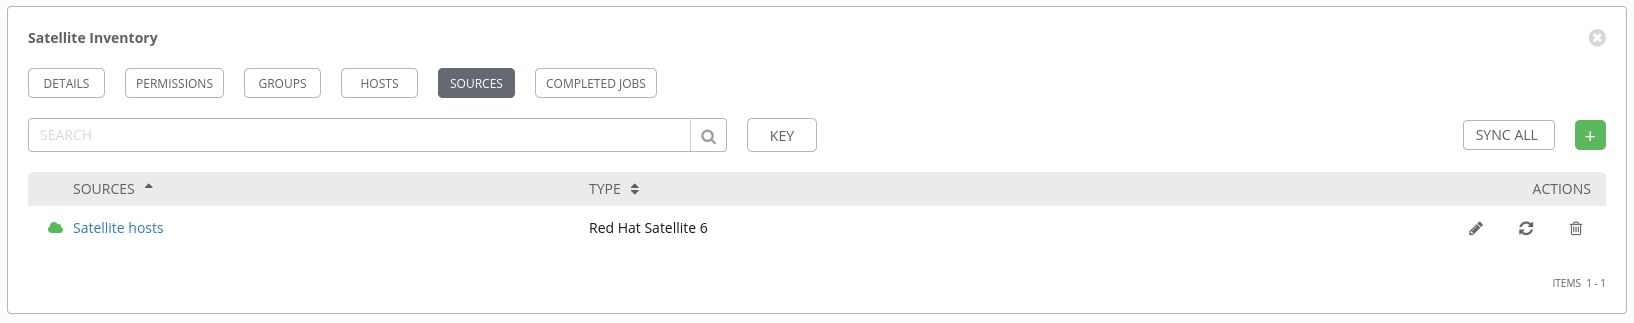 Satellite Inventory
DETAILS PERMISSIONS GROUPS HOSTS SOURCES COMPLETED JOBS
SEARCH KEY SYNC ALL +
SOURCES TYPE ACTIONS
Satellite hosts Red Hat Satellite 6
ITEMS 1 - 1